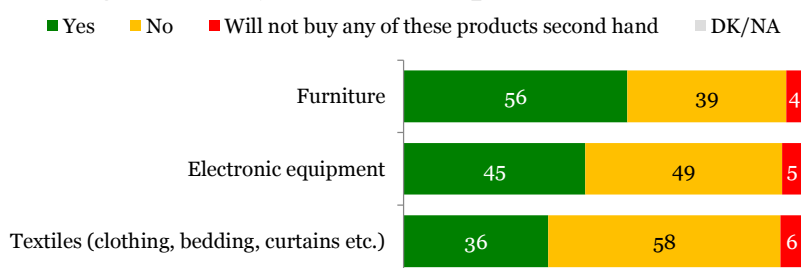 Yes No Will not buy any of these products second hand DK/NA
Furniture 56 39 4
Electronic equipment 45 49 5
Textiles (clothing, bedding, curtains etc.) 36 58 6